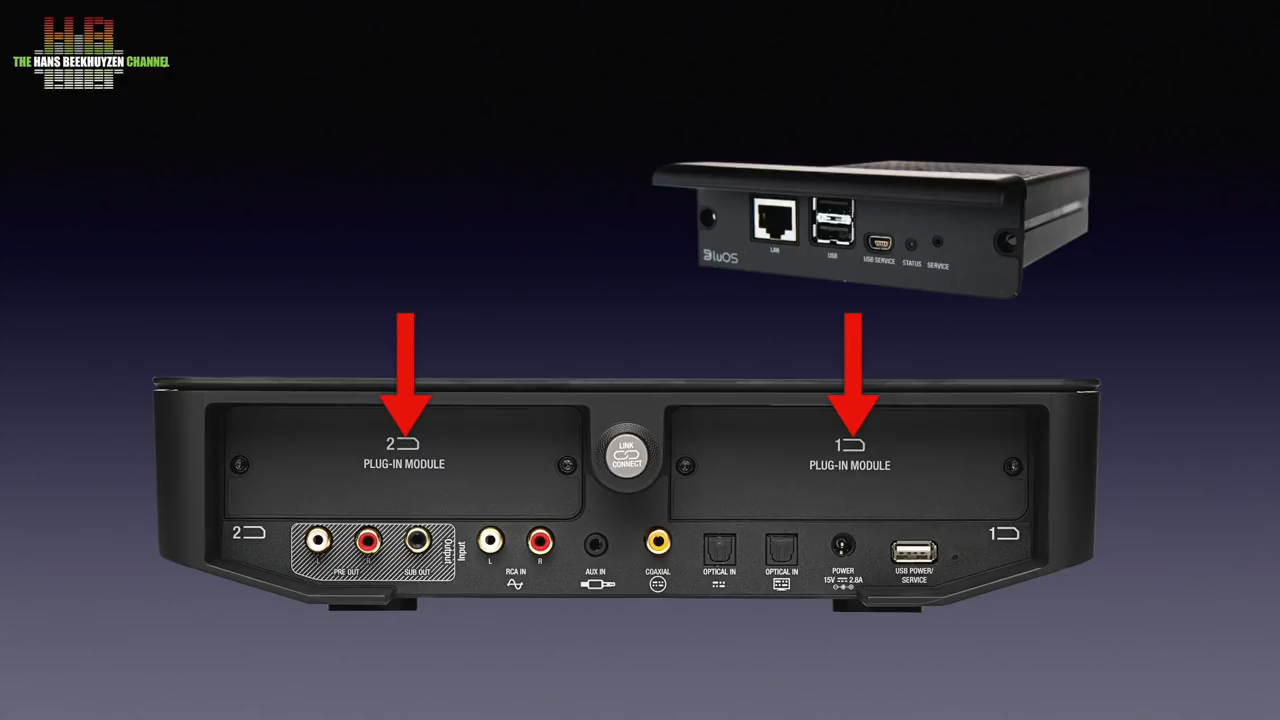 THE HANS BEEKHUYZEN CHANNEL
LAN
USB
USB SERVICE
STATUS
SERVICE
BluOS
2
PLUG-IN MODULE
LINK
CONNECT
1
PLUG-IN MODULE
2
PRE OUT
SUB OUT
Output
Input
L
R
RCA IN
AUX IN
COAXIAL
OPTICAL IN
OPTICAL IN
POWER
15V 2.8A
USB POWER/
SERVICE
1